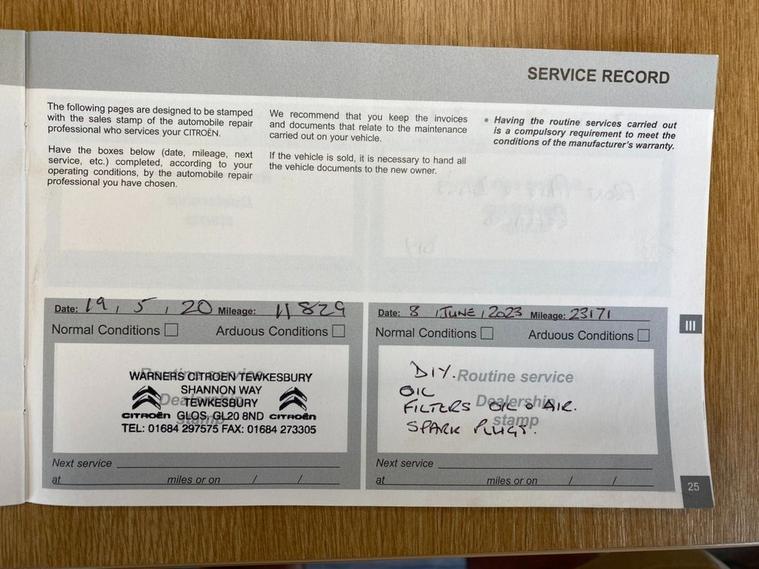 SERVICE RECORD
The following pages are designed to be stamped
with the sales stamp of the automobile repair
professional who services your CITROËN.
Have the boxes below (date, mileage, next
service, etc.) completed, according to your
operating conditions, by the automobile repair
professional you have chosen.
We recommend that you keep the invoices
and documents that relate to the maintenance
carried out on your vehicle.
If the vehicle is sold, it is necessary to hand all
the vehicle documents to the new owner.
Having the routine services carried out
is a compulsory requirement to meet the
conditions of the manufacturer's warranty.
Date: 19 / 5 / 20 Mileage: 11829
Normal Conditions Arduous Conditions
Routine service
Dealership
stamp
WARNERS CITROEN TEWKESBURY
SHANNON WAY
TEWKESBURY
CITROËN GLOS, GL20 8ND CITROËN
TEL: 01684 297575 FAX: 01684 273305
Next service
at miles or on / /
Date: 8 / JUNE / 2023 Mileage: 23171
Normal Conditions Arduous Conditions
Routine service
Dealership
stamp
DIY.
OIL
FILTERS OIL & AIR.
SPARK PLUGS.
Next service
at miles or on / /
III
25